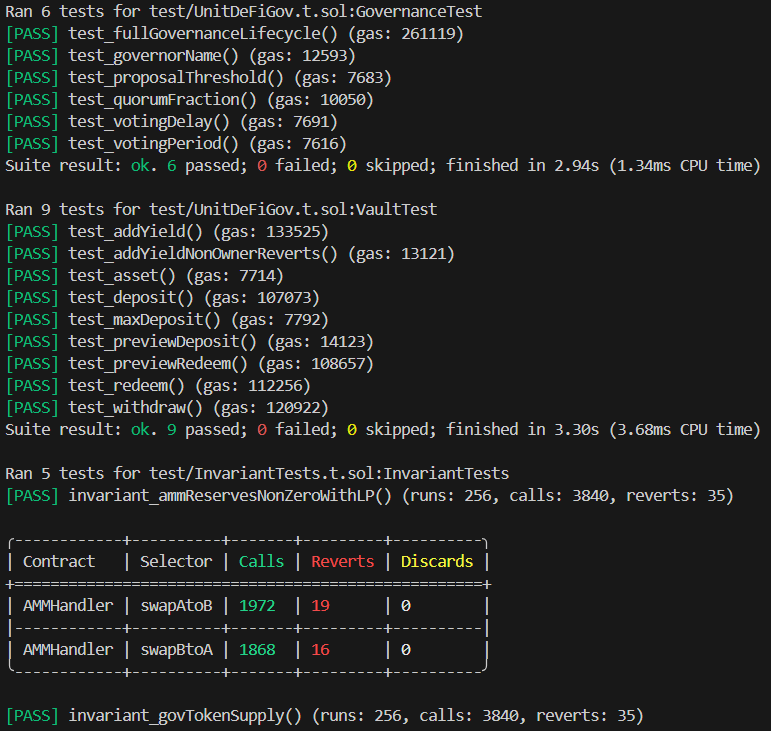 Ran 6 tests for test/UnitDeFiGov.t.sol:GovernanceTest
[PASS] test_fullGovernanceLifecycle() (gas: 261119)
[PASS] test_governorName() (gas: 12593)
[PASS] test_proposalThreshold() (gas: 7683)
[PASS] test_quorumFraction() (gas: 10050)
[PASS] test_votingDelay() (gas: 7691)
[PASS] test_votingPeriod() (gas: 7616)
Suite result: ok. 6 passed; 0 failed; 0 skipped; finished in 2.94s (1.34ms CPU time)
Ran 9 tests for test/UnitDeFiGov.t.sol:VaultTest
[PASS] test_addYield() (gas: 133525)
[PASS] test_addYieldNonOwnerReverts() (gas: 13121)
[PASS] test_asset() (gas: 7714)
[PASS] test_deposit() (gas: 107073)
[PASS] test_maxDeposit() (gas: 7792)
[PASS] test_previewDeposit() (gas: 14123)
[PASS] test_previewRedeem() (gas: 108657)
[PASS] test_redeem() (gas: 112256)
[PASS] test_withdraw() (gas: 120922)
Suite result: ok. 9 passed; 0 failed; 0 skipped; finished in 3.30s (3.68ms CPU time)
Ran 5 tests for test/InvariantTests.t.sol:InvariantTests
[PASS] invariant_ammReservesNonZeroWithLP() (runs: 256, calls: 3840, reverts: 35)
| Contract | Selector | Calls | Reverts | Discards |
| AMMHandler | swapAtoB | 1972 | 19 | 0 |
| AMMHandler | swapBtoA | 1868 | 16 | 0 |
[PASS] invariant_govTokenSupply() (runs: 256, calls: 3840, reverts: 35)